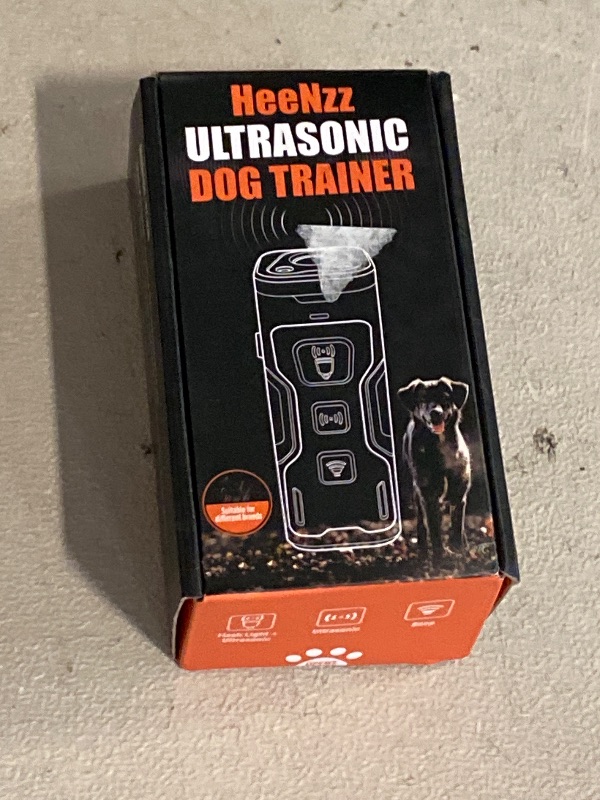 HeeNzz
ULTRASONIC
DOG TRAINER
Suitable for
different breeds
Flash Light +
Ultrasonic
Ultrasonic
Beep